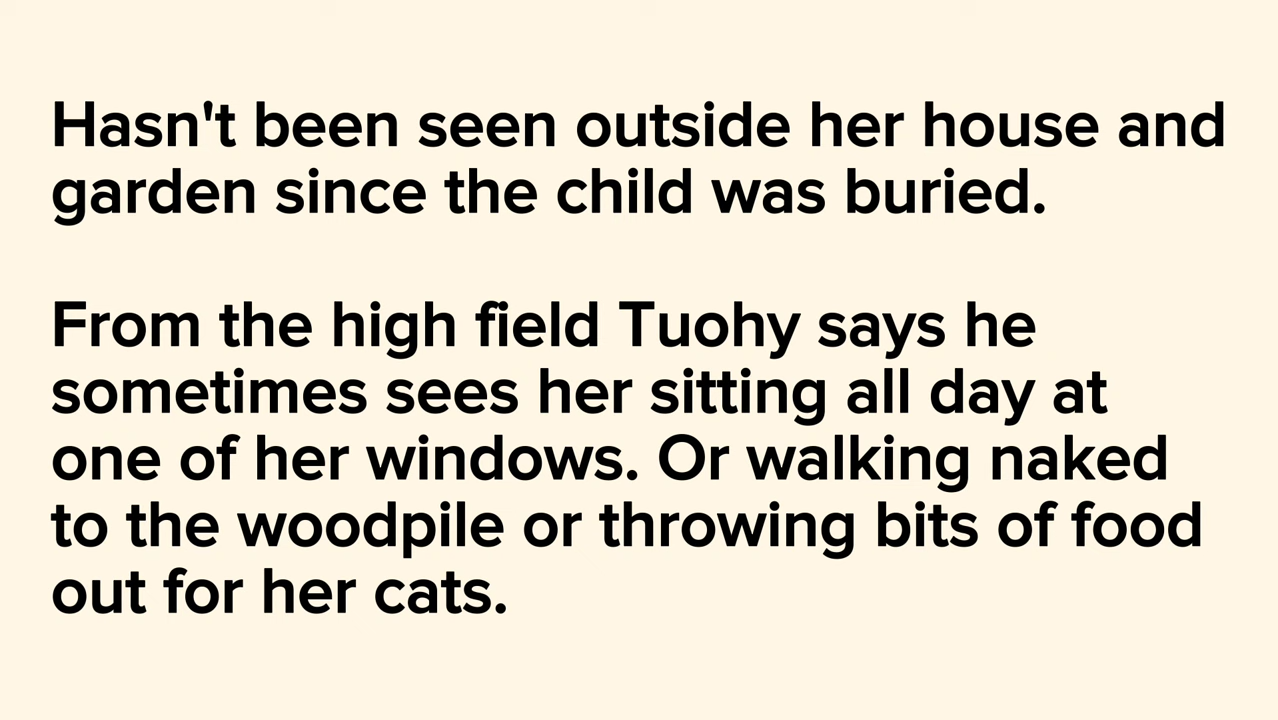 Hasn't been seen outside her house and
garden since the child was buried.
From the high field Tuohy says he
sometimes sees her sitting all day at
one of her windows. Or walking naked
to the woodpile or throwing bits of food
out for her cats.